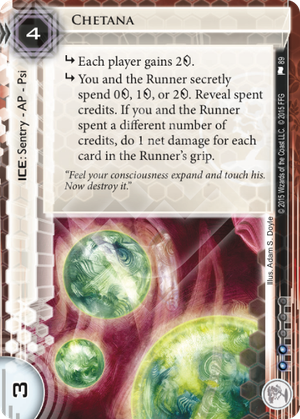 4
CHETANA
ICE: Sentry - AP - Psi
↳ Each player gains 2
↳ You and the Runner secretly
spend 0, 1, or 2. Reveal spent
credits. If you and the Runner
spent a different number of
credits, do 1 net damage for each
card in the Runner's grip.
"Feel your consciousness expand and touch his.
Now destroy it."
89
© 2015 Wizards of the Coast LLC. © 2015 FFG
Illus. Adam S. Doyle
3